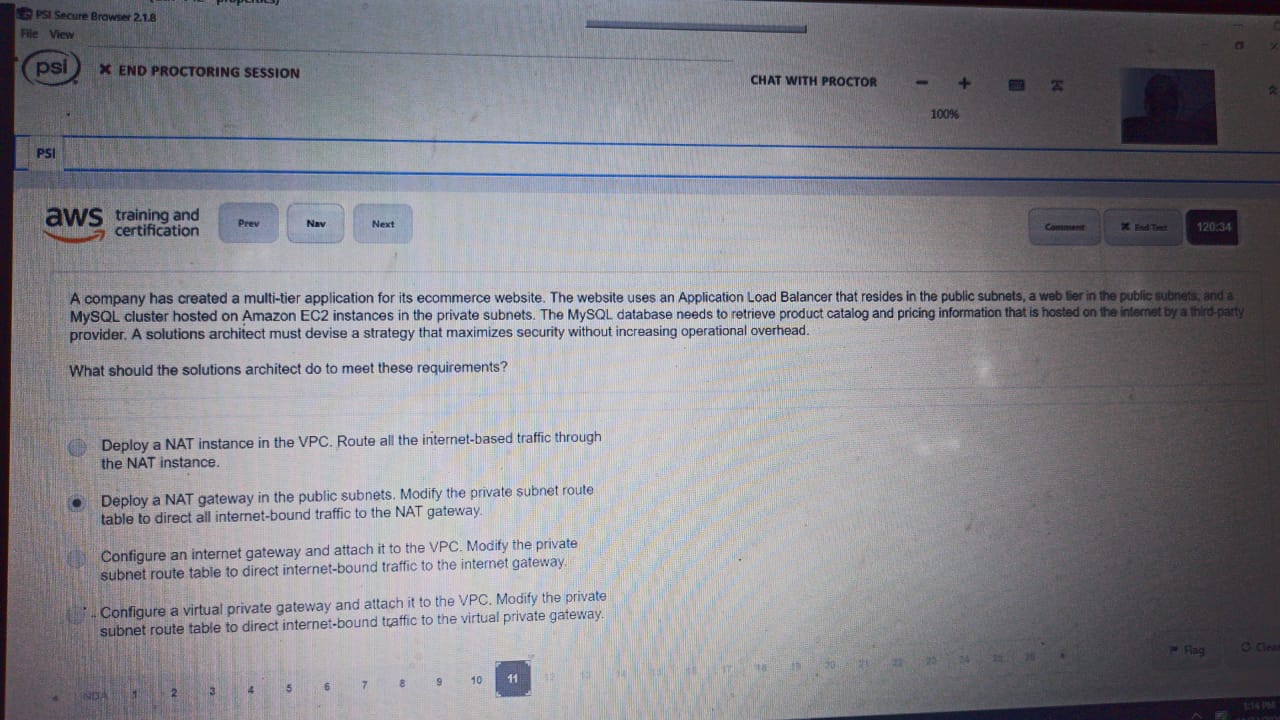 PSI Secure Browser 2.1.8
File View
psi
END PROCTORING SESSION
CHAT WITH PROCTOR
100%
PSI
aws training and certification
Prev
Nav
Next
Comment
End Test
120:34
A company has created a multi-tier application for its ecommerce website. The website uses an Application Load Balancer that resides in the public subnets, a web tier in the public subnets, and a
MySQL cluster hosted on Amazon EC2 instances in the private subnets. The MySQL database needs to retrieve product catalog and pricing information that is hosted on the internet by a third-party
provider. A solutions architect must devise a strategy that maximizes security without increasing operational overhead.
What should the solutions architect do to meet these requirements?
Deploy a NAT instance in the VPC. Route all the internet-based traffic through
the NAT instance.
Deploy a NAT gateway in the public subnets. Modify the private subnet route
table to direct all internet-bound traffic to the NAT gateway.
Configure an internet gateway and attach it to the VPC. Modify the private
subnet route table to direct internet-bound traffic to the internet gateway.
Configure a virtual private gateway and attach it to the VPC. Modify the private
subnet route table to direct internet-bound traffic to the virtual private gateway.
Flag
NDA 1 2 3 4 5 6 7 8 9 10 11 12 13 14 15 16 17 18 19 20 21 22 23 24 25 26
1:14 PM